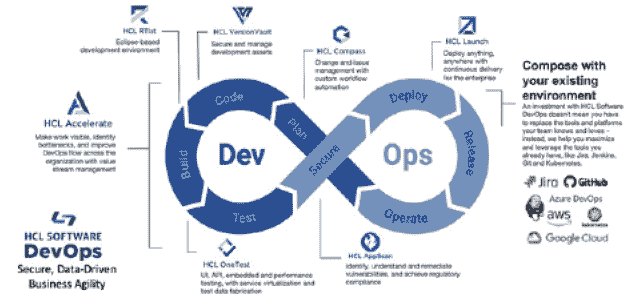 HCL RTist
Eclipse-based
development environment
HCL VersionVault
Secure and manage
development assets
HCL Compass
Change and issue
management with
custom workflow
automation
HCL Launch
Deploy anything,
anywhere with
continuous delivery
for the enterprise
Compose with
your existing
environment
An investment with HCL Software
DevOps doesn't mean you have
to replace the tools and platforms
your team knows and loves –
instead, we help you maximize
and leverage the tools you
already have, like Jira, Jenkins,
Git and Kubernetes.
Jira GitHub
Azure DevOps
aws
kubernetes
Google Cloud
HCL Accelerate
Make work visible, identify
bottlenecks, and improve
DevOps flow across the
organization with value
stream management
Code
Plan
Build
Dev
Test
Secure
Deploy
Release
Ops
Operate
HCL SOFTWARE
DevOps
Secure, Data-Driven
Business Agility
HCL OneTest
UI, API, embedded and performance
testing, with service virtualization and
test data fabrication
HCL AppScan
Identify, understand and remediate
vulnerabilities, and achieve regulatory
compliance